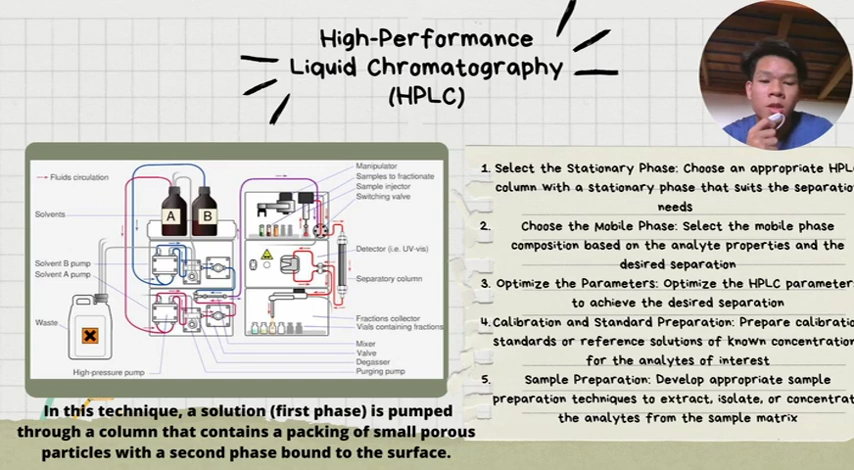 High-Performance
Liquid Chromatography
(HPLC)
Fluids circulation
Solvents
A
B
Solvent B pump
Solvent A pump
Waste
High-pressure pump
Manipulator
Samples to fractionate
Sample injector
Switching valve
Detector (i.e. UV-vis)
Separatory column
Fractions collector
Vials containing fractions
Mixer
Valve
Degasser
Purging pump
In this technique, a solution (first phase) is pumped
through a column that contains a packing of small porous
particles with a second phase bound to the surface.
1. Select the Stationary Phase: Choose an appropriate HPL
column with a stationary phase that suits the separatio
needs
2. Choose the Mobile Phase: Select the mobile phase
composition based on the analyte properties and the
desired separation
3. Optimize the Parameters: Optimize the HPLC parameter
to achieve the desired separation
4. Calibration and Standard Preparation: Prepare calibratio
standards or reference solutions of known concentration
for the analytes of interest
5. Sample Preparation: Develop appropriate sample
preparation techniques to extract, isolate, or concentrat
the analytes from the sample matrix